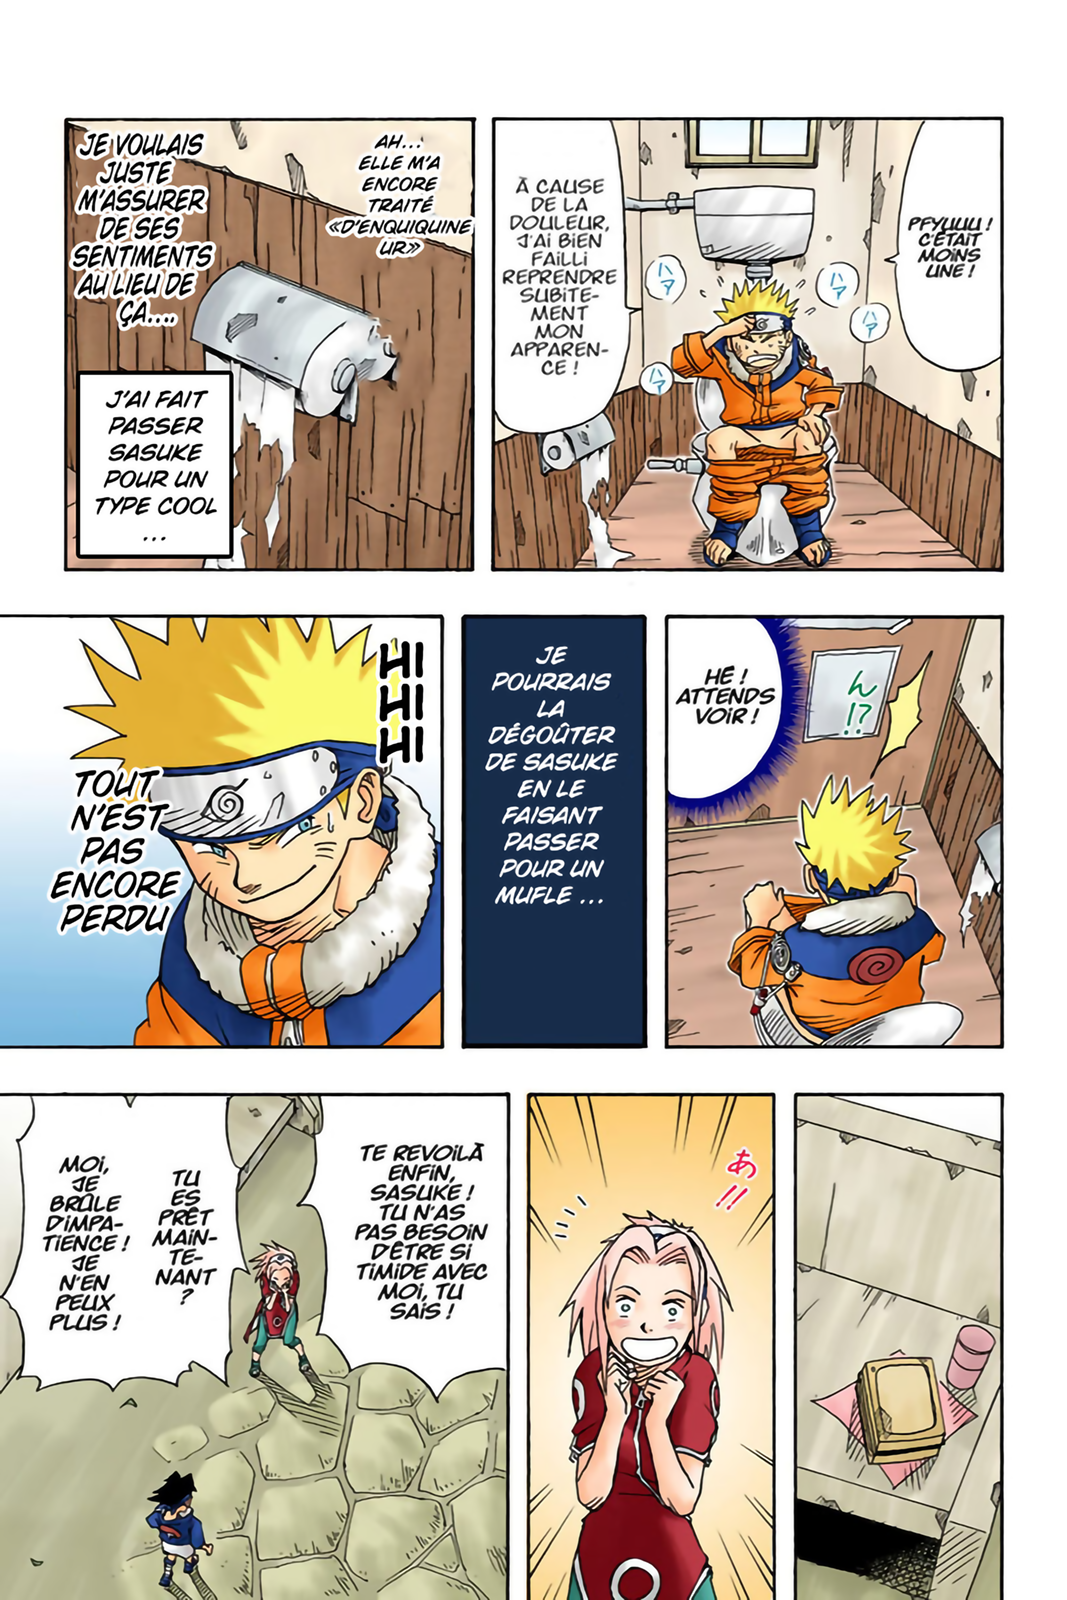 PFYUUU !
C'ÉTAIT
MOINS
UNE !
À CAUSE
DE LA
DOULEUR,
J'AI BIEN
FAILLI
REPRENDRE
SUBITE-
MENT
MON
APPAREN-
CE !
ハァ
ハァ
ハァ
ハァ
AH...
ELLE M'A
ENCORE
TRAITÉ
«D'ENQUIQUINE
UR»
JE VOULAIS
JUSTE
M'ASSURER
DE SES
SENTIMENTS
AU LIEU DE
ÇA....
J'AI FAIT
PASSER
SASUKE
POUR UN
TYPE COOL
...
HÉ !
ATTENDS
VOIR !
ん!?
JE
POURRAIS
LA
DÉGOÛTER
DE SASUKE
EN LE
FAISANT
PASSER
POUR UN
MUFLE ...
HI
HI
HI
TOUT
N'EST
PAS
ENCORE
PERDU
あ!!
TE REVOILÀ
ENFIN,
SASUKE !
TU N'AS
PAS BESOIN
D'ÊTRE SI
TIMIDE AVEC
MOI, TU
SAIS !
TU
ES
PRÊT
MAIN-
TE-
NANT
?
MOI,
JE
BRÛLE
D'IMPA-
TIENCE !
JE
N'EN
PEUX
PLUS !